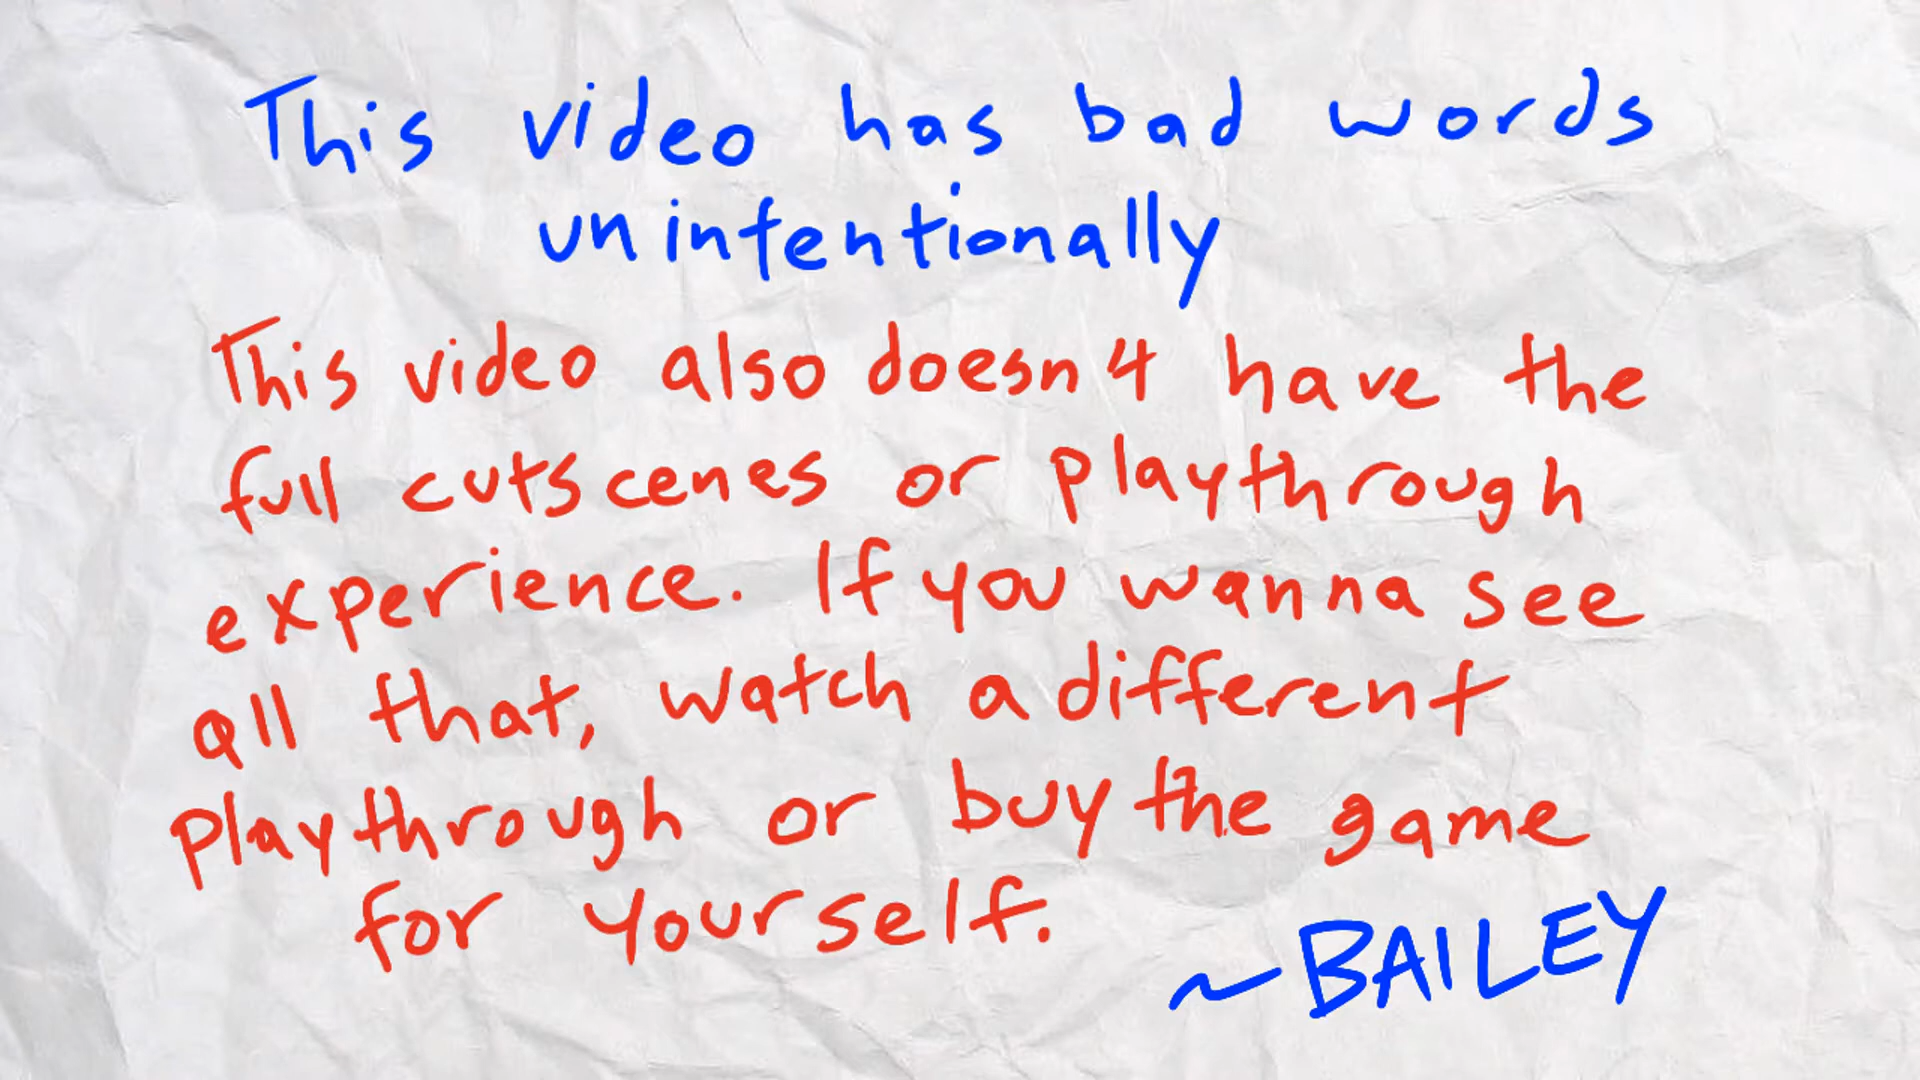 This video has bad words
unintentionally
This video also doesn't have the
full cutscenes or playthrough
experience. If you wanna see
all that, watch a different
playthrough or buy the game
for yourself.
~BAILEY